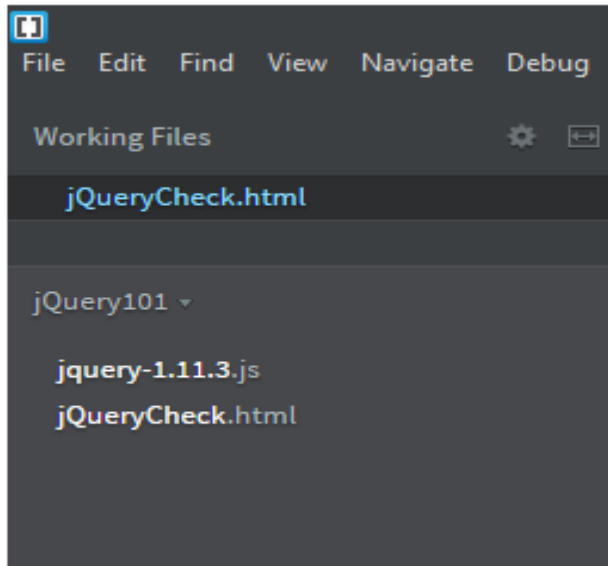 File Edit Find View Navigate Debug
Working Files
jQueryCheck.html
jQuery101
jquery-1.11.3.js
jQueryCheck.html